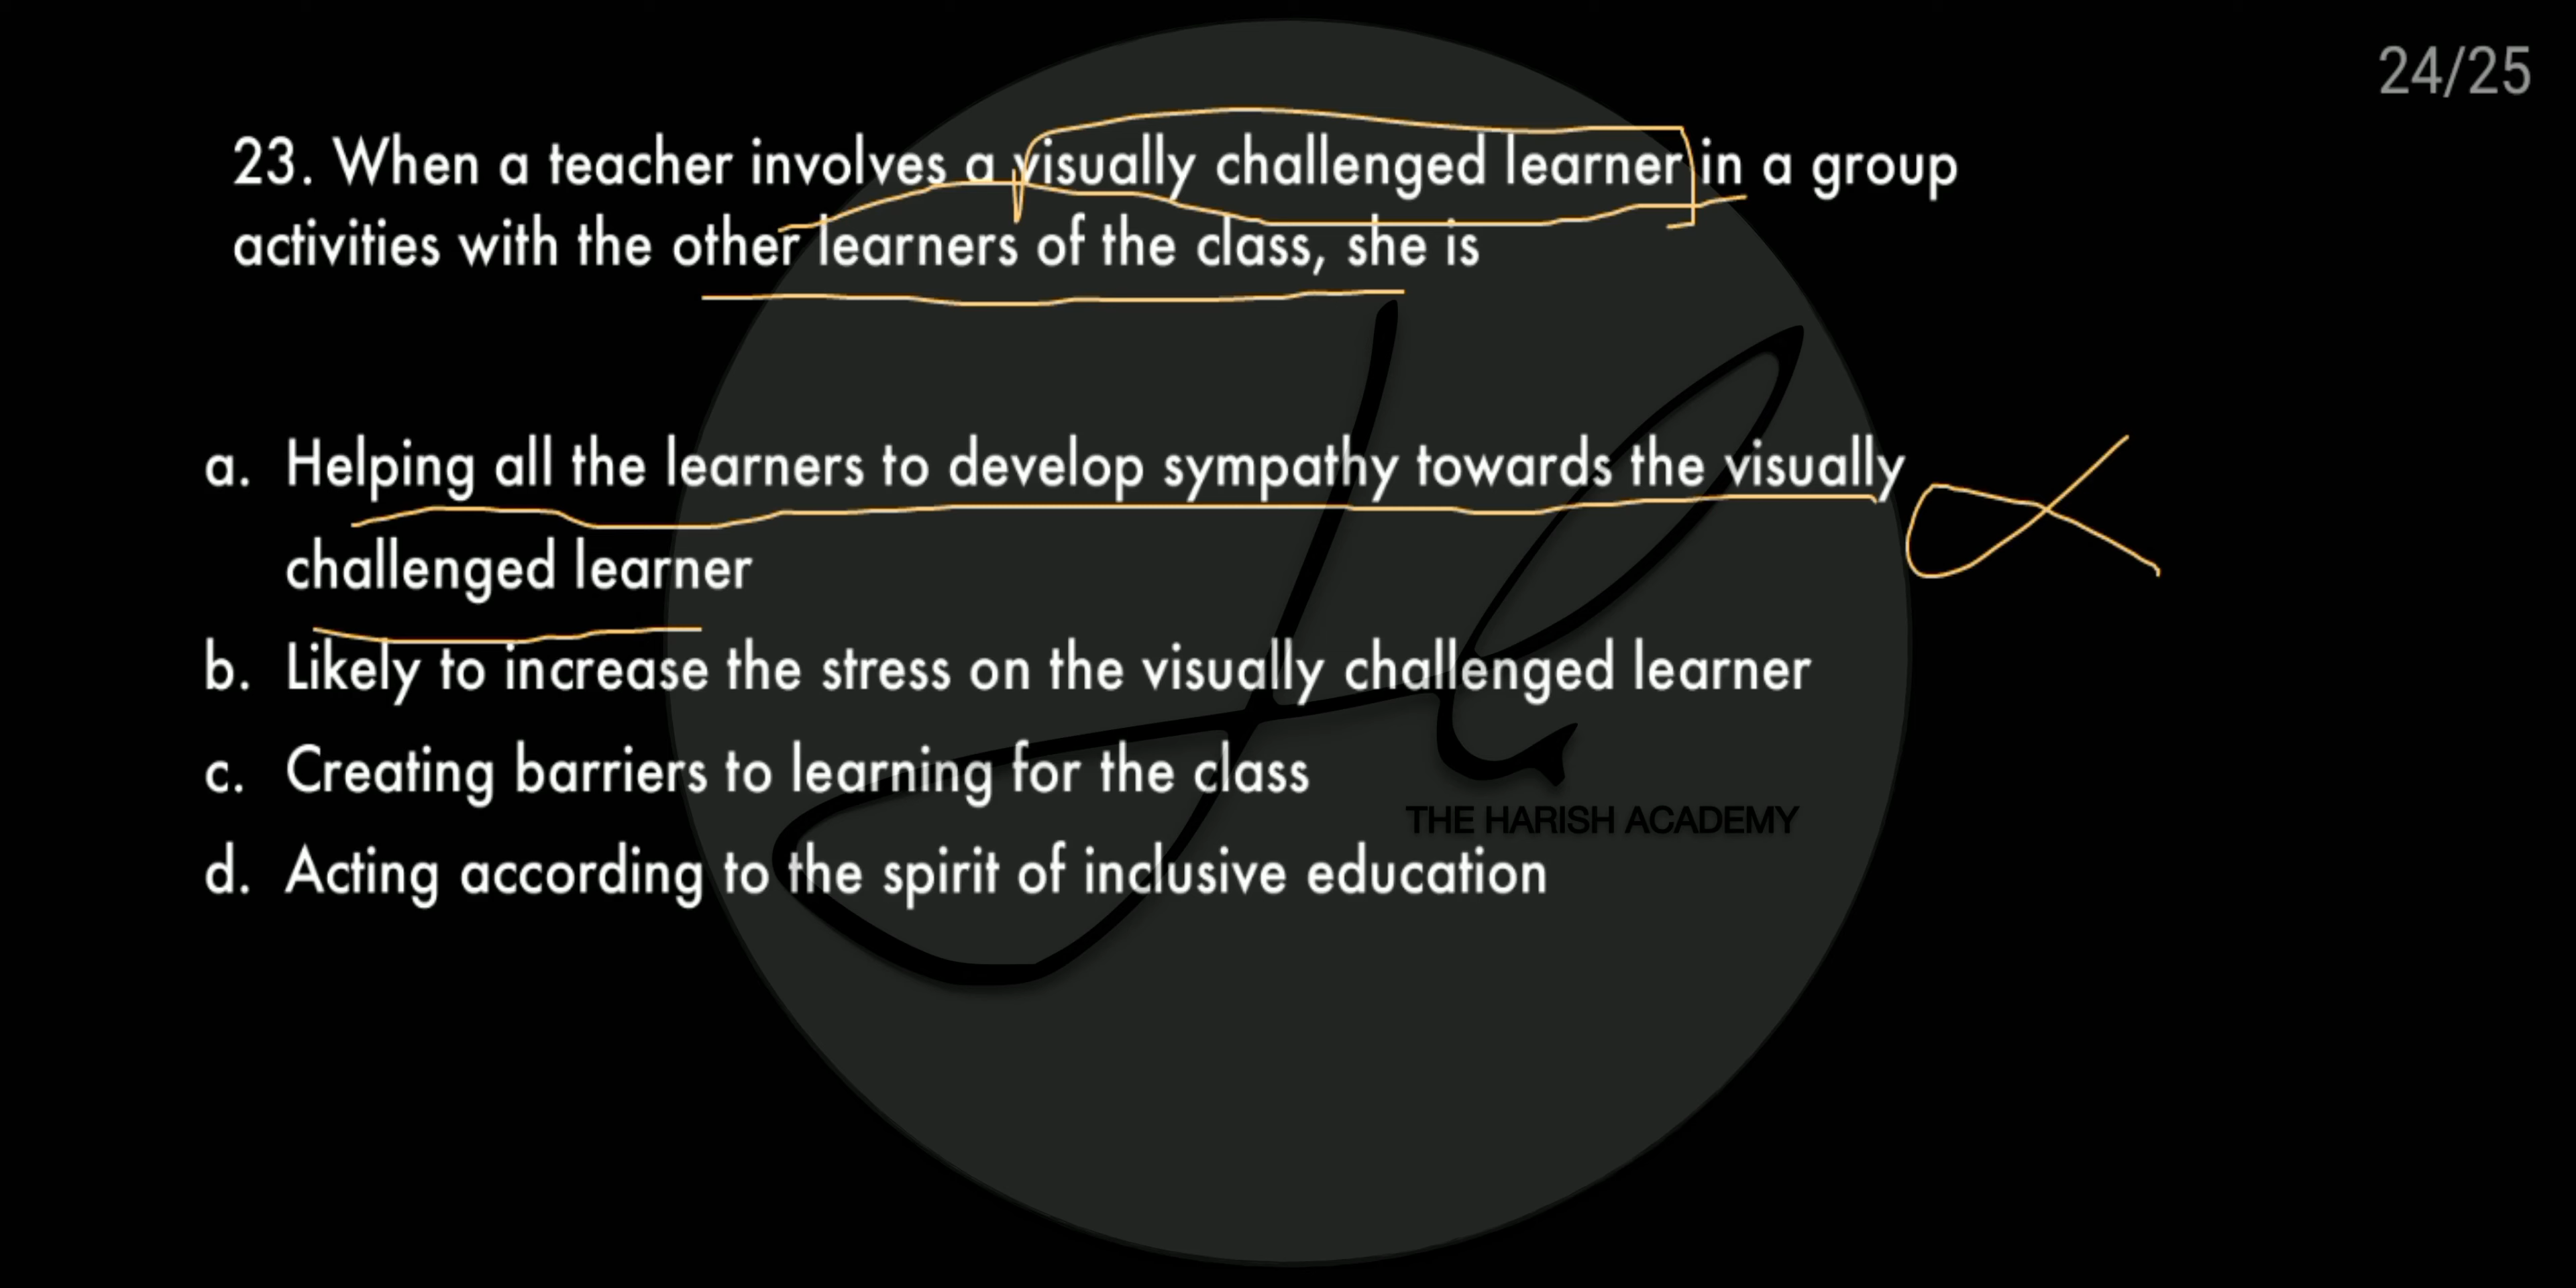 24/25
23. When a teacher involves a visually challenged learner in a group
activities with the other learners of the class, she is
a. Helping all the learners to develop sympathy towards the visually
challenged learner
b. Likely to increase the stress on the visually challenged learner
c. Creating barriers to learning for the class
THE HARISH ACADEMY
d. Acting according to the spirit of inclusive education